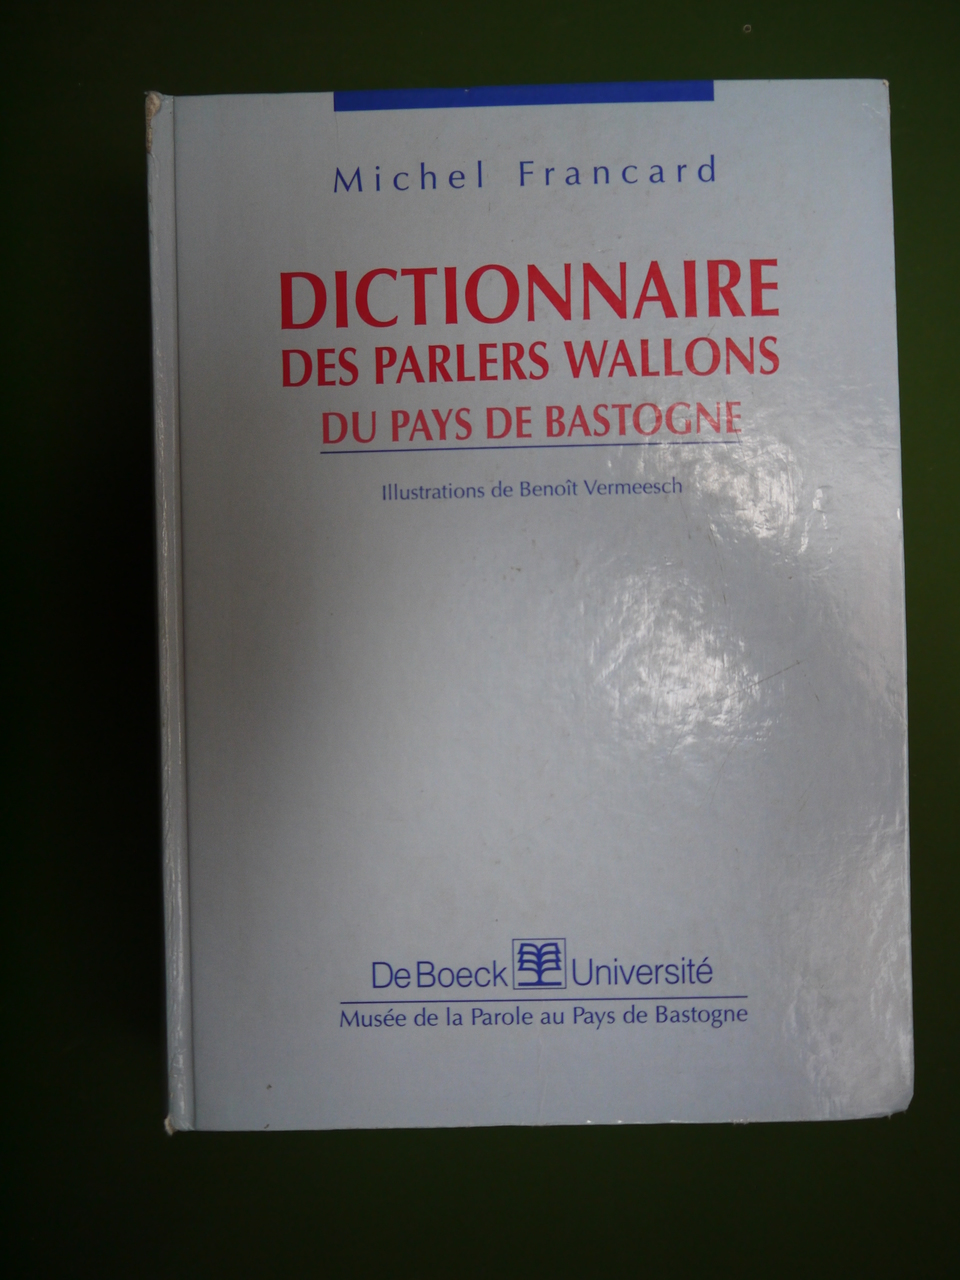 Michel Francard
DICTIONNAIRE
DES PARLERS WALLONS
DU PAYS DE BASTOGNE
Illustrations de Benoît Vermeesch
De Boeck Université
Musée de la Parole au Pays de Bastogne